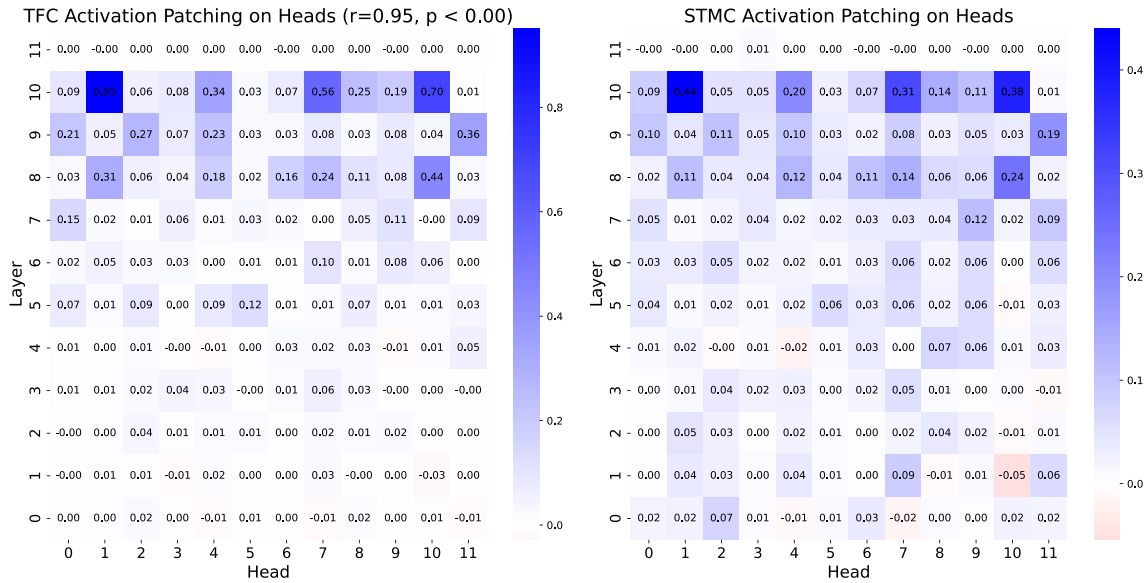 TFC Activation Patching on Heads (r=0.95, p < 0.00)
11 0.00 -0.00 0.00 0.00 0.00 0.00 -0.00 0.00 0.00 -0.00 0.00 0.00
10 0.09 0.95 0.06 0.08 0.34 0.03 0.07 0.56 0.25 0.19 0.70 0.01
9 0.21 0.05 0.27 0.07 0.23 0.03 0.03 0.08 0.03 0.08 0.04 0.36
8 0.03 0.31 0.06 0.04 0.18 0.02 0.16 0.24 0.11 0.08 0.44 0.03
7 0.15 0.02 0.01 0.06 0.01 0.03 0.02 0.00 0.05 0.11 -0.00 0.09
6 0.02 0.05 0.03 0.03 0.00 0.01 0.01 0.10 0.01 0.08 0.06 0.00
5 0.07 0.01 0.09 0.00 0.09 0.12 0.01 0.01 0.07 0.01 0.01 0.03
4 0.01 0.00 0.01 -0.00 -0.01 0.00 0.03 0.02 0.03 -0.01 0.01 0.05
3 0.01 0.01 0.02 0.04 0.03 -0.00 0.01 0.06 0.03 -0.00 0.00 -0.00
2 -0.00 0.00 0.04 0.01 0.01 0.01 0.00 0.02 0.01 0.02 0.00 0.00
1 -0.00 0.01 0.01 -0.01 0.02 0.00 0.00 0.03 -0.00 0.01 -0.03 0.00
0 0.00 0.00 0.02 0.00 -0.01 0.01 0.00 -0.01 0.02 0.00 0.01 -0.01
0 1 2 3 4 5 6 7 8 9 10 11
Head
Layer
0.8
0.6
0.4
0.2
0.0
STMC Activation Patching on Heads
11 -0.00 -0.00 0.00 0.01 0.00 0.00 0.00 -0.00 0.00 -0.00 0.00 0.00
10 0.09 0.44 0.05 0.05 0.20 0.03 0.07 0.31 0.14 0.11 0.38 0.01
9 0.10 0.04 0.11 0.05 0.10 0.03 0.02 0.08 0.03 0.05 0.03 0.19
8 0.02 0.11 0.04 0.04 0.12 0.04 0.11 0.14 0.06 0.06 0.24 0.02
7 0.05 0.01 0.02 0.04 0.02 0.02 0.03 0.03 0.04 0.12 0.02 0.09
6 0.03 0.03 0.05 0.02 0.02 0.01 0.02 0.06 0.03 0.06 0.00 0.06
5 0.04 0.01 0.02 0.01 0.02 0.06 0.03 0.06 0.02 0.06 -0.01 0.03
4 0.01 0.02 -0.00 0.00 -0.02 0.01 0.03 0.00 0.07 0.06 0.01 0.03
3 0.00 0.01 0.04 0.02 0.03 0.00 0.02 0.05 0.01 0.00 0.00 -0.01
2 0.00 0.05 0.03 0.00 0.02 0.01 0.00 0.02 0.04 0.02 -0.01 0.01
1 0.00 0.04 0.03 0.00 0.04 0.01 0.00 0.09 -0.01 0.01 -0.05 0.06
0 0.02 0.02 0.07 0.01 -0.01 0.01 0.03 -0.02 0.00 0.00 0.02 0.02
0 1 2 3 4 5 6 7 8 9 10 11
Head
Layer
0.4
0.3
0.2
0.1
0.0